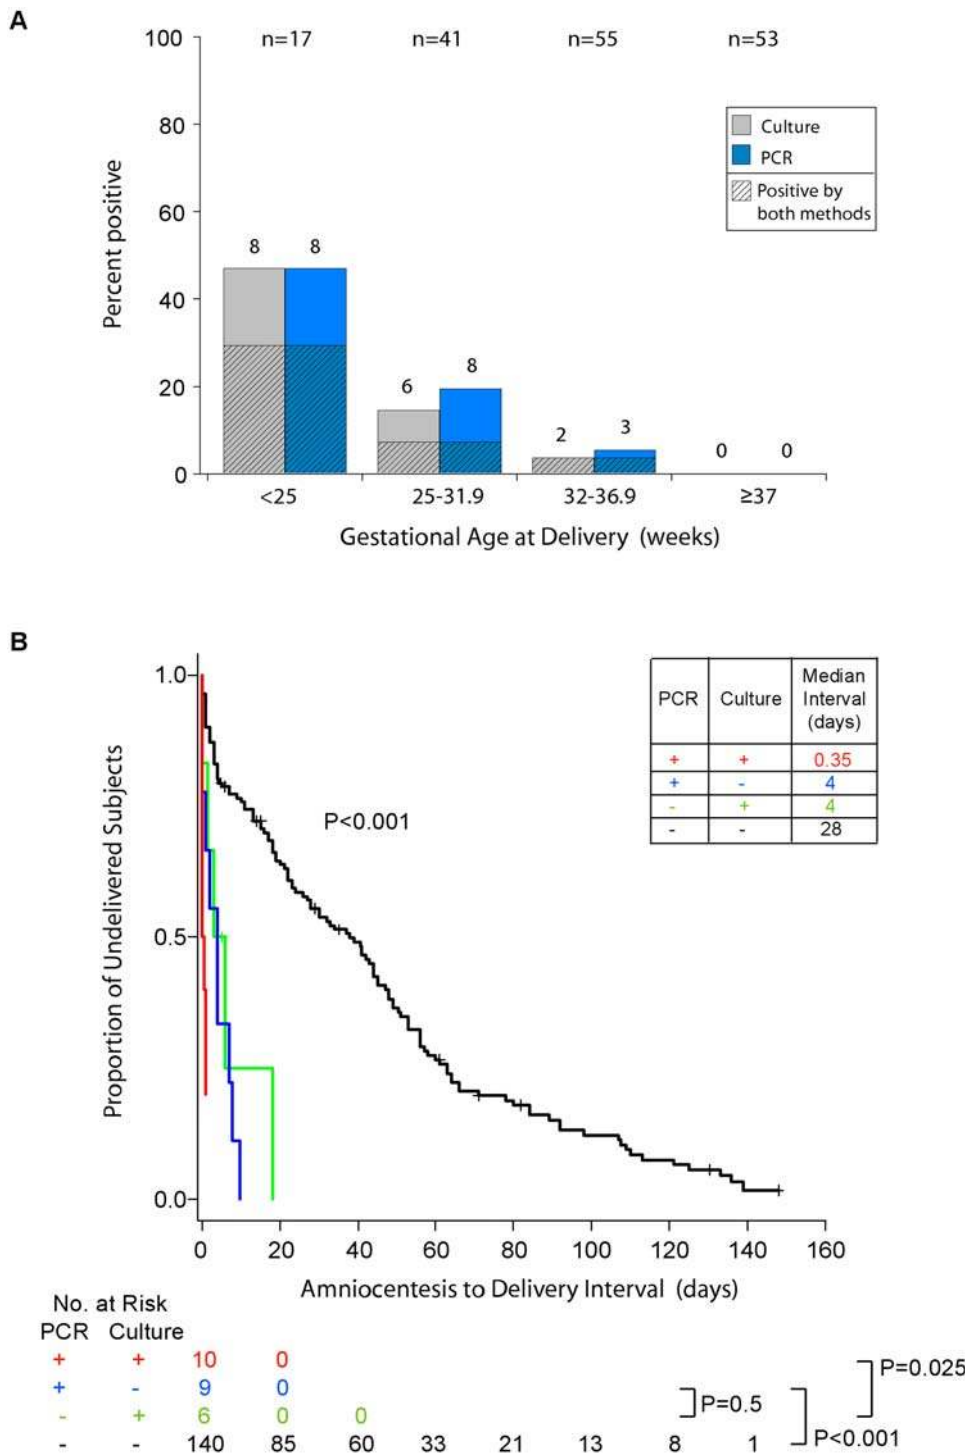 A
100
n=17 n=41 n=55 n=53
80
60
40
20
0
Percent positive
Culture
PCR
Positive by
both methods
8 8
6 8
2 3
0 0
<25 25-31.9 32-36.9 ≥37
Gestational Age at Delivery (weeks)
B
1.0
0.5
0.0
Proportion of Undelivered Subjects
P<0.001
PCR Culture Median
Interval
(days)
+ + 0.35
+ - 4
- + 4
- - 28
0 20 40 60 80 100 120 140 160
Amniocentesis to Delivery Interval (days)
No. at Risk
PCR Culture
+ + 10 0
+ - 9 0
- + 6 0 0
- - 140 85 60 33 21 13 8 1
P=0.025
P=0.5
P<0.001